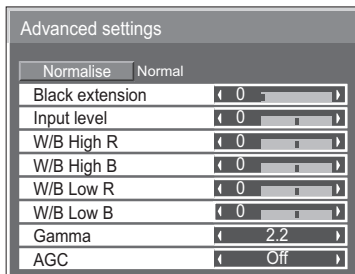 Advanced settings
Normalise Normal
Black extension 0
Input level 0
W/B High R 0
W/B High B 0
W/B Low R 0
W/B Low B 0
Gamma 2.2
AGC Off